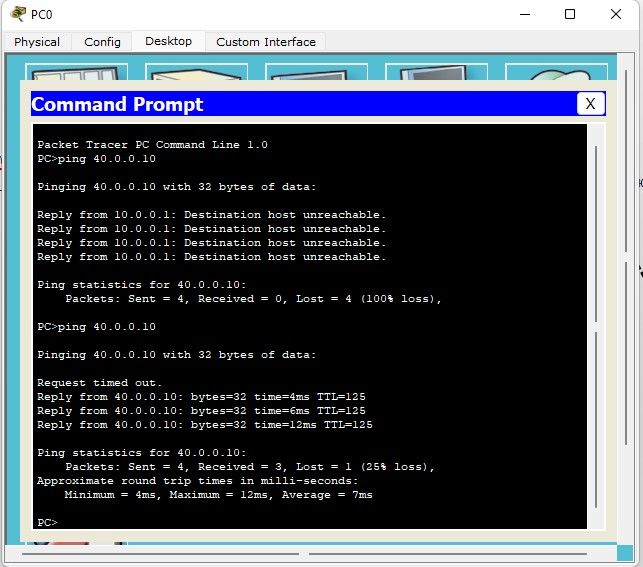 PC0
Physical Config Desktop Custom Interface
Command Prompt X
Packet Tracer PC Command Line 1.0
PC>ping 40.0.0.10
Pinging 40.0.0.10 with 32 bytes of data:
Reply from 10.0.0.1: Destination host unreachable.
Reply from 10.0.0.1: Destination host unreachable.
Reply from 10.0.0.1: Destination host unreachable.
Reply from 10.0.0.1: Destination host unreachable.
Ping statistics for 40.0.0.10:
    Packets: Sent = 4, Received = 0, Lost = 4 (100% loss),
PC>ping 40.0.0.10
Pinging 40.0.0.10 with 32 bytes of data:
Request timed out.
Reply from 40.0.0.10: bytes=32 time=4ms TTL=125
Reply from 40.0.0.10: bytes=32 time=6ms TTL=125
Reply from 40.0.0.10: bytes=32 time=12ms TTL=125
Ping statistics for 40.0.0.10:
    Packets: Sent = 4, Received = 3, Lost = 1 (25% loss),
Approximate round trip times in milli-seconds:
    Minimum = 4ms, Maximum = 12ms, Average = 7ms
PC>